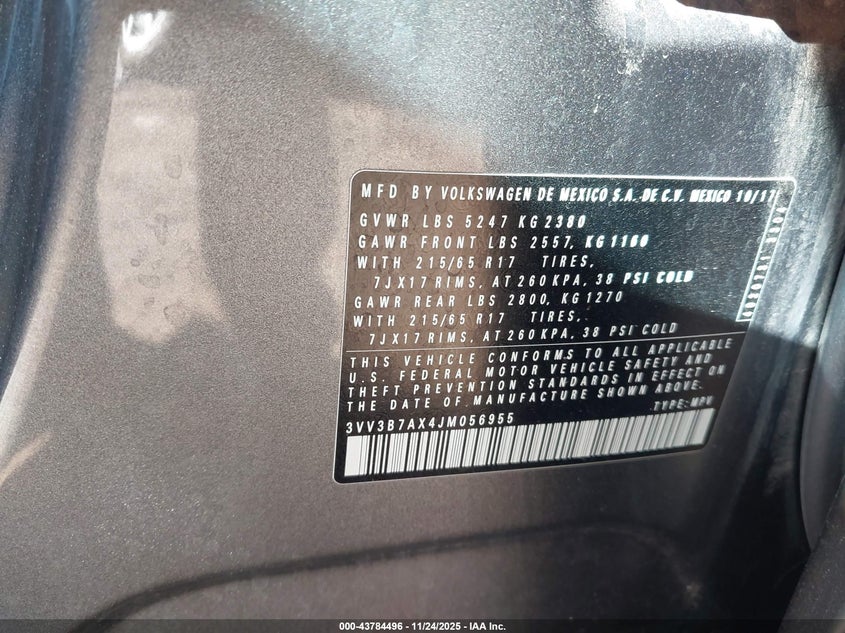 MFD BY VOLKSWAGEN DE MEXICO S.A. DE C.V. MEXICO 10/17
GVWR LBS 5247 KG 2380
GAWR FRONT LBS 2557, KG 1160
WITH 215/65 R17 TIRES,
7JX17 RIMS, AT 260 KPA, 38 PSI COLD
GAWR REAR LBS 2800, KG 1270
WITH 215/65 R17 TIRES,
7JX17 RIMS, AT 260 KPA, 38 PSI COLD
THIS VEHICLE CONFORMS TO ALL APPLICABLE
U.S. FEDERAL MOTOR VEHICLE SAFETY AND
THEFT PREVENTION STANDARDS IN EFFECT ON
THE DATE OF MANUFACTURE SHOWN ABOVE.
TYPE: MPV
3VV3B7AX4JM056955
000-43784496 - 11/24/2025 - IAA Inc.